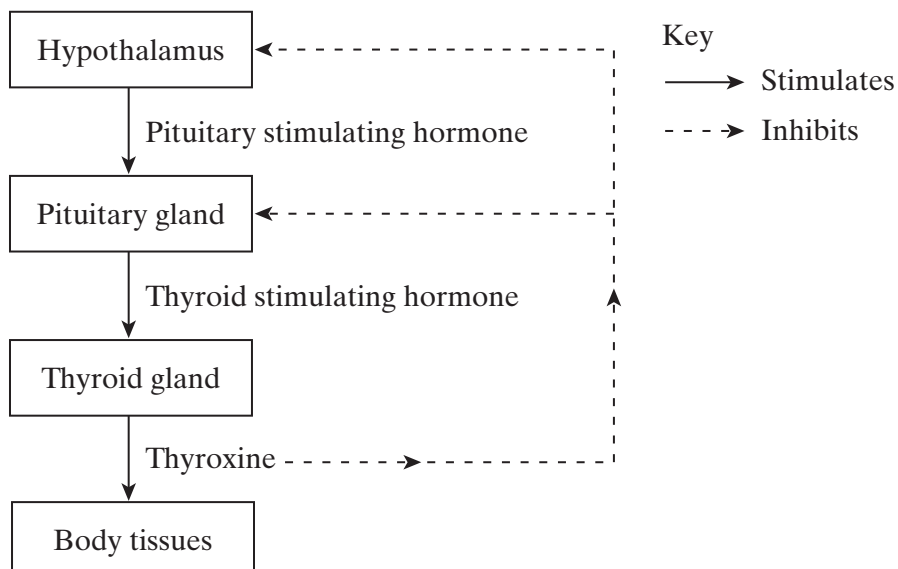 Hypothalamus
Pituitary stimulating hormone
Pituitary gland
Thyroid stimulating hormone
Thyroid gland
Thyroxine
Body tissues
Key
Stimulates
Inhibits